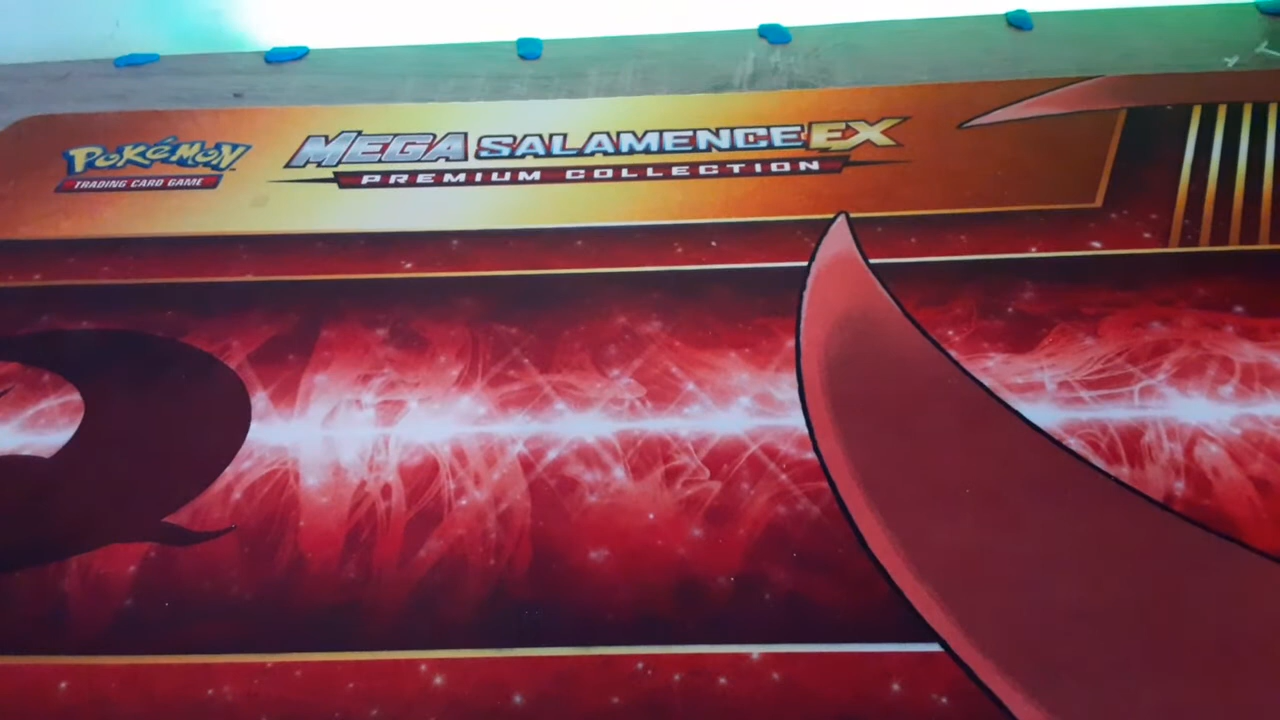 POKéMON
TRADING CARD GAME
MEGA SALAMENCE EX
PREMIUM COLLECTION